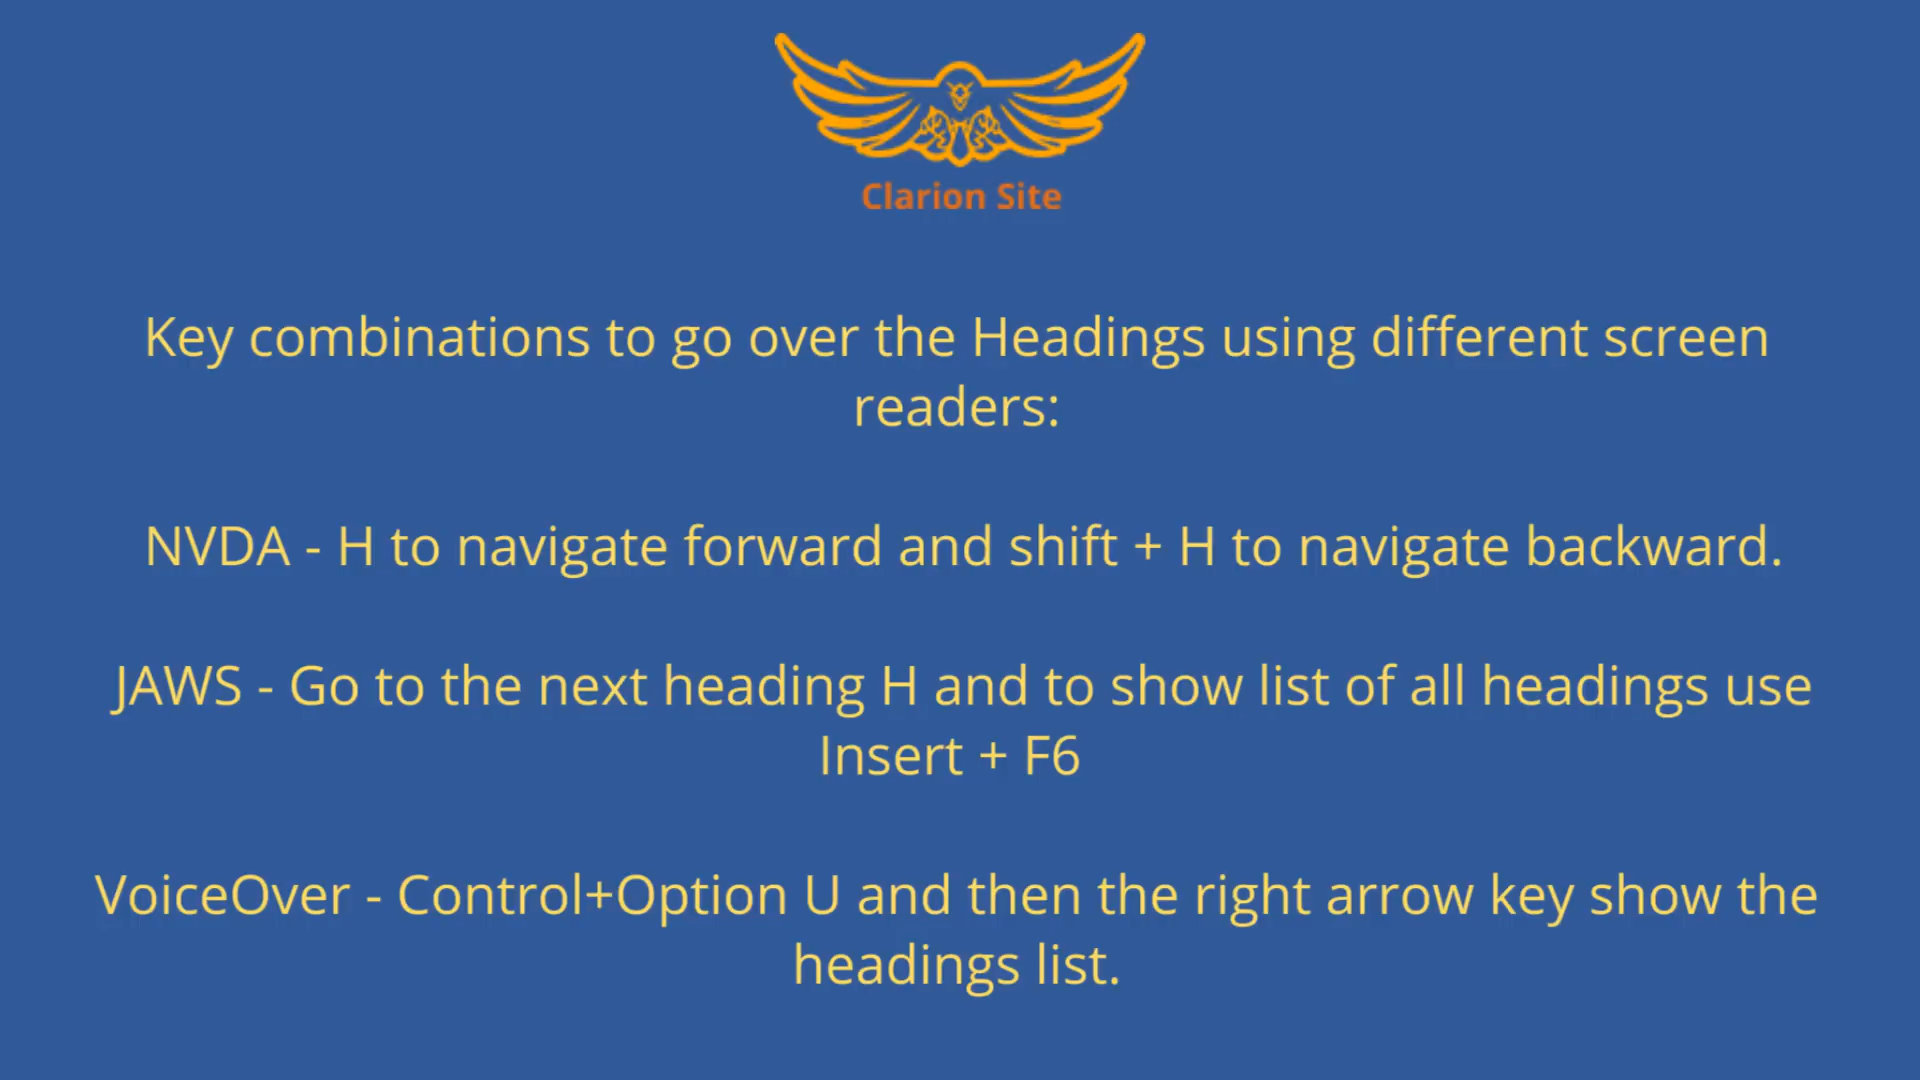 Clarion Site
Key combinations to go over the Headings using different screen
readers:
NVDA - H to navigate forward and shift + H to navigate backward.
JAWS - Go to the next heading H and to show list of all headings use
Insert + F6
VoiceOver - Control+Option U and then the right arrow key show the
headings list.